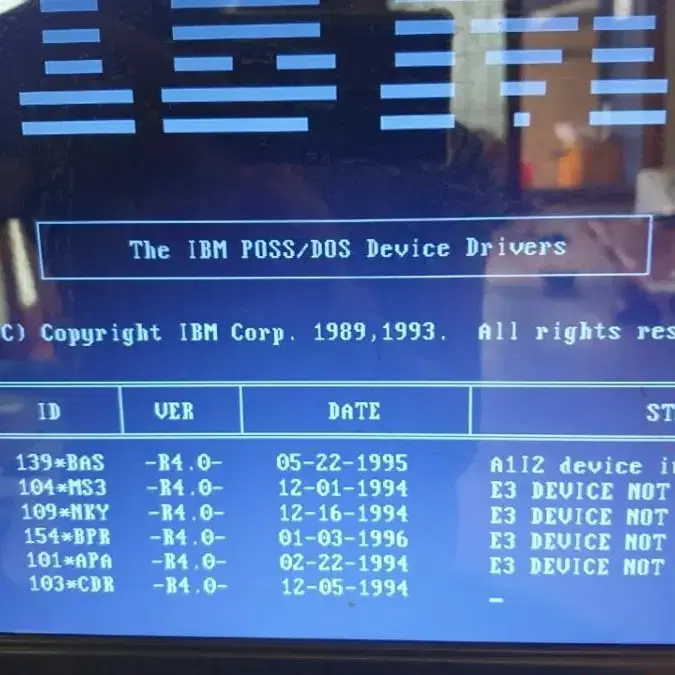 The IBM POSS/DOS Device Drivers
C) Copyright IBM Corp. 1989,1993. All rights res
ID VER DATE ST
139*BAS -R4.0- 05-22-1995 A1I2 device i
104*MS3 -R4.0- 12-01-1994 E3 DEVICE NOT
109*NKY -R4.0- 12-16-1994 E3 DEVICE NOT
154*BPR -R4.0- 01-03-1996 E3 DEVICE NOT
101*APA -R4.0- 02-22-1994 E3 DEVICE NOT
103*CDR -R4.0- 12-05-1994